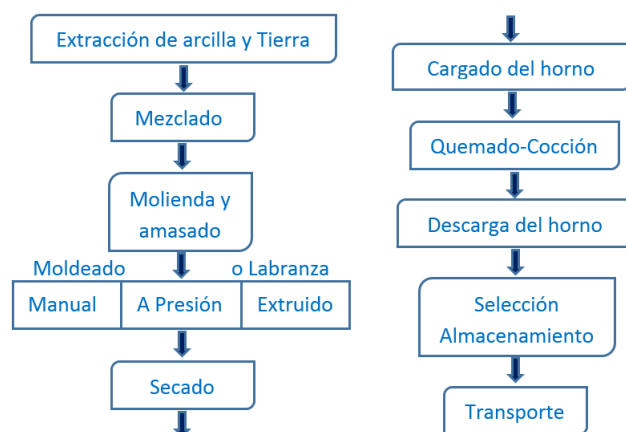 Extracción de arcilla y Tierra
Mezclado
Molienda y
amasado
Moldeado o Labranza
Manual A Presión Extruido
Secado
Cargado del horno
Quemado-Cocción
Descarga del horno
Selección
Almacenamiento
Transporte